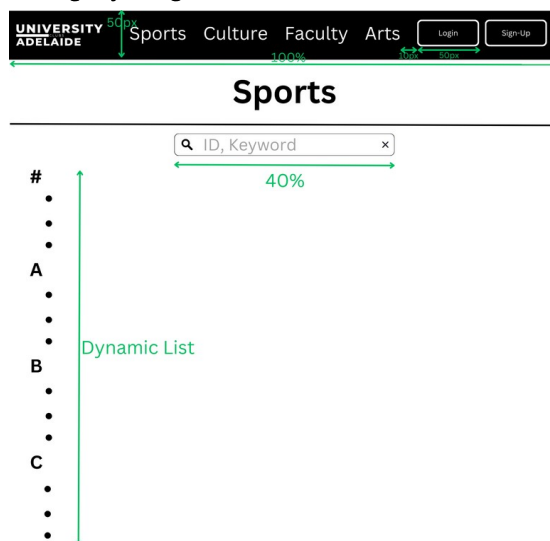 UNIVERSITY
ADELAIDE
50px
Sports Culture Faculty Arts Login Sign-Up
100%
10px 50px
Sports
ID, Keyword ×
40%
#
A
Dynamic List
B
C